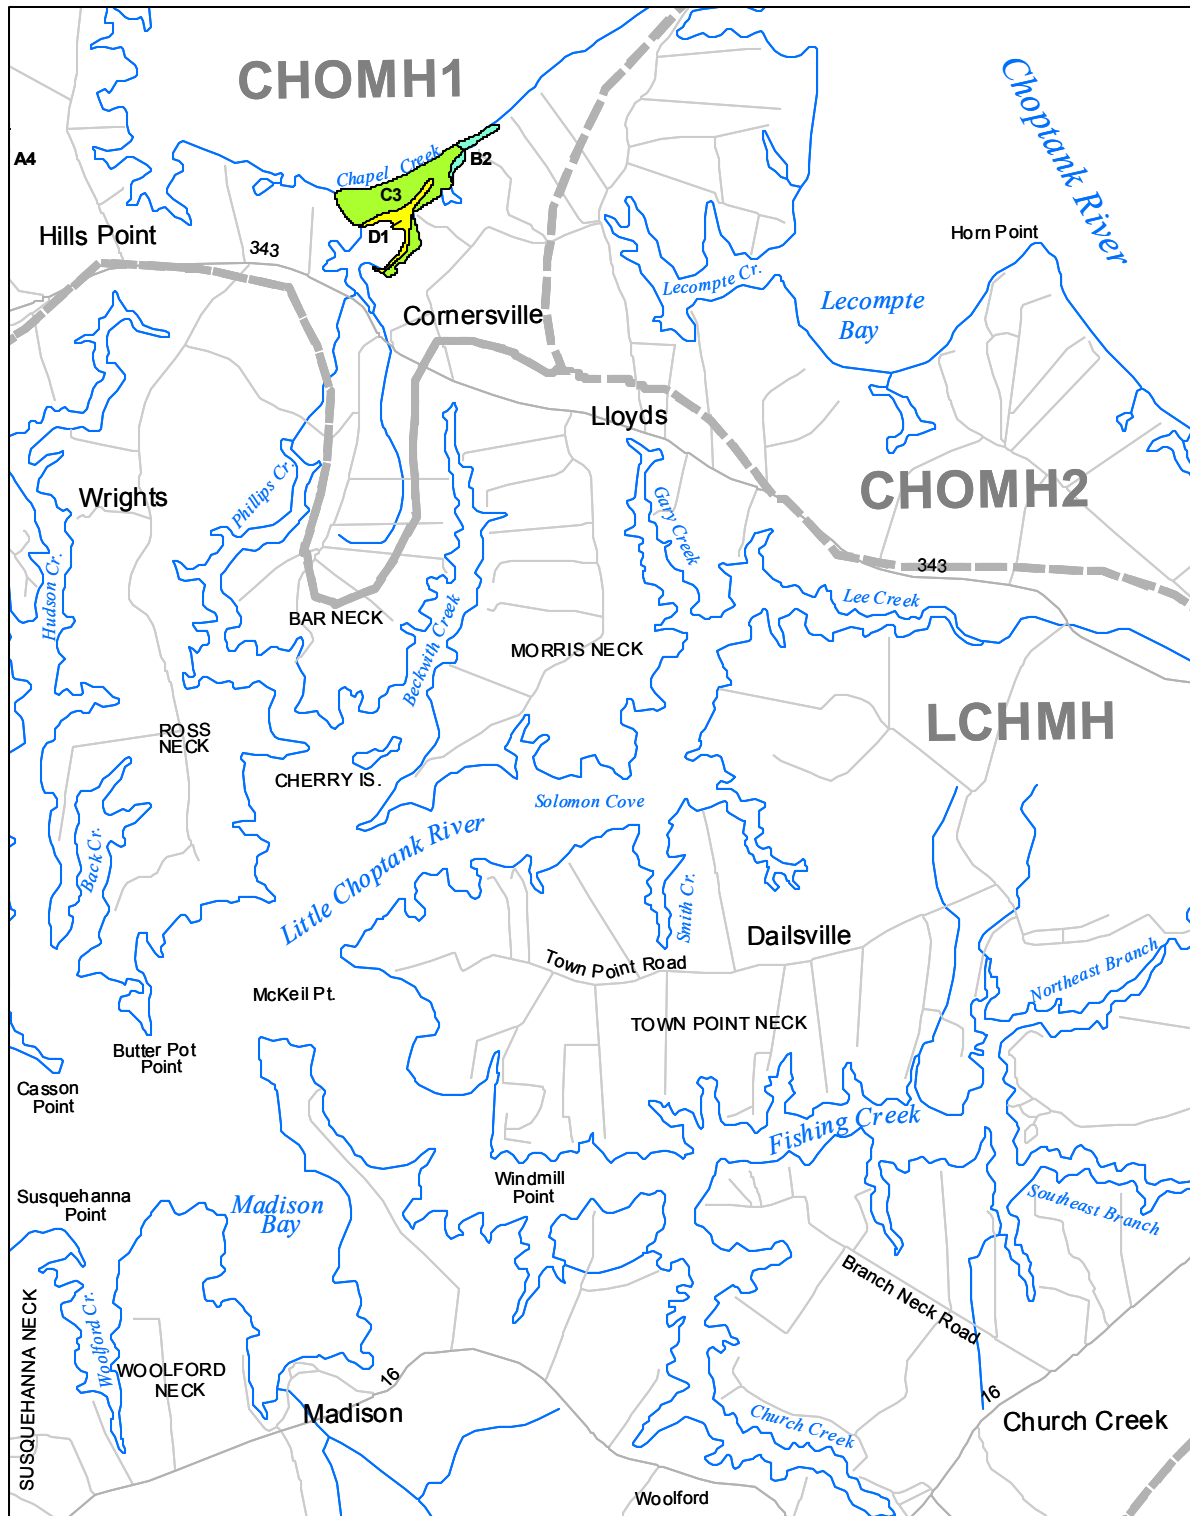 CHOMH1
Choptank River
A4
Chapel Creek
B2
C3
D1
Hills Point
343
Horn Point
Lecompte Cr.
Lecompte
Bay
Cornersville
Lloyds
Wrights
Phillips Cr.
Gary Creek
CHOMH2
343
Hudson Cr.
Lee Creek
BAR NECK
Beckwith Creek
MORRIS NECK
LCHMH
ROSS
NECK
CHERRY IS.
Solomon Cove
Little Choptank River
Back Cr.
Smith Cr.
Dailsville
Town Point Road
Northeast Branch
McKeil Pt.
TOWN POINT NECK
Butter Pot
Point
Casson
Point
Fishing Creek
Windmill
Point
Susquehanna
Point
Madison
Bay
Southeast Branch
Branch Neck Road
SUSQUEHANNA NECK
Woolford Cr.
WOOLFORD
NECK
16
Madison
16
Church Creek
Church Creek
Woolford